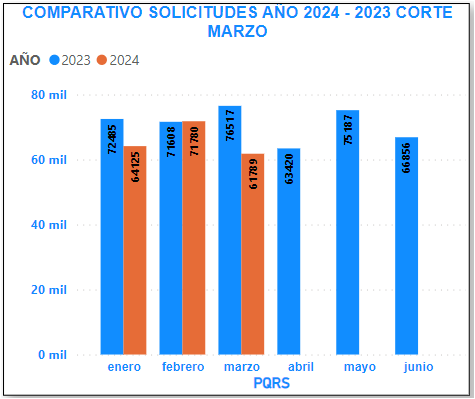 COMPARATIVO SOLICITUDES AÑO 2024 - 2023 CORTE
MARZO
AÑO 2023 2024
80 mil
60 mil
40 mil
20 mil
0 mil
72485
64125
71608
71780
76517
61789
63420
75187
66856
enero febrero marzo abril mayo junio
PQRS